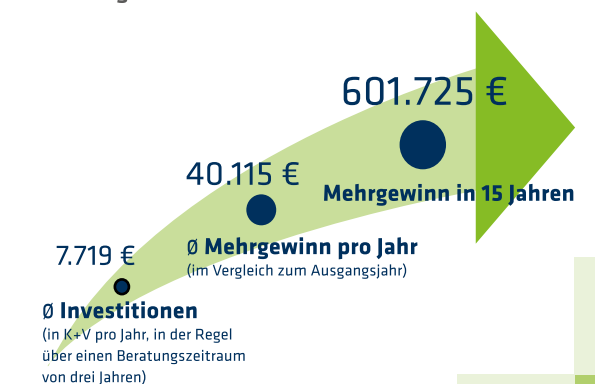 601.725 €
Mehrgewinn in 15 Jahren
40.115 €
Ø Mehrgewinn pro Jahr
(im Vergleich zum Ausgangsjahr)
7.719 €
Ø Investitionen
(in K+V pro Jahr, in der Regel
über einen Beratungszeitraum
von drei Jahren)